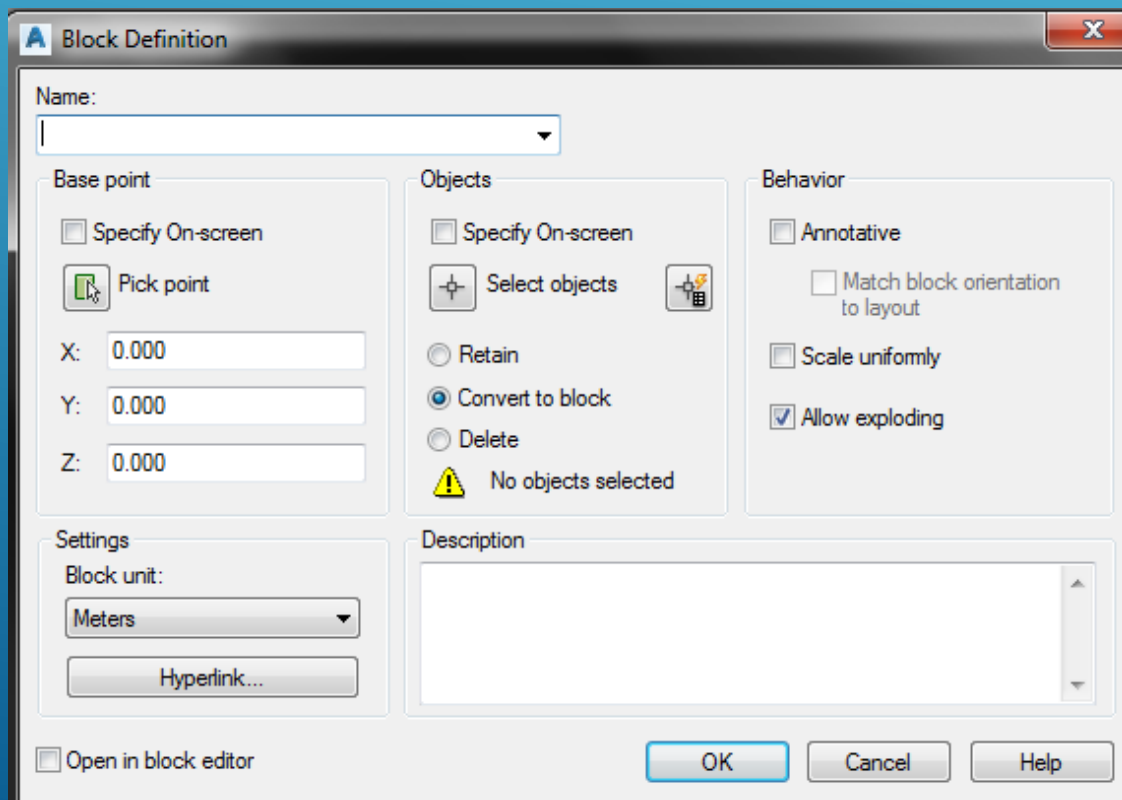 Block Definition
Name:
Base point
Specify On-screen
Pick point
X: 0.000
Y: 0.000
Z: 0.000
Objects
Specify On-screen
Select objects
Retain
Convert to block
Delete
No objects selected
Behavior
Annotative
Match block orientation
to layout
Scale uniformly
Allow exploding
Settings
Block unit:
Meters
Hyperlink...
Description
Open in block editor
OK
Cancel
Help